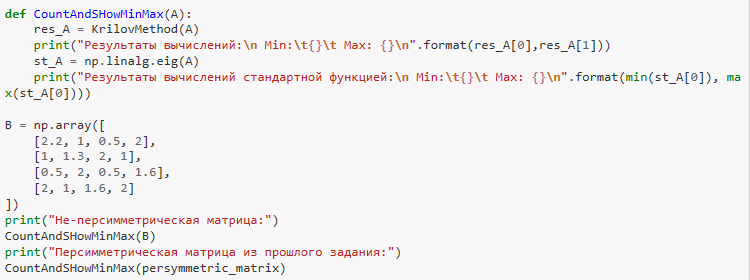 def CountAndSHowMinMax(A):
    res_A = KrilovMethod(A)
    print("Результаты вычислений:\n Min:\t{}\t Max: {}\n".format(res_A[0],res_A[1]))
    st_A = np.linalg.eig(A)
    print("Результаты вычислений стандартной функцией:\n Min:\t{}\t Max: {}\n".format(min(st_A[0]), ma
x(st_A[0])))
B = np.array([
    [2.2, 1, 0.5, 2],
    [1, 1.3, 2, 1],
    [0.5, 2, 0.5, 1.6],
    [2, 1, 1.6, 2]
])
print("Не-персимметрическая матрица:")
CountAndSHowMinMax(B)
print("Персимметрическая матрица из прошлого задания:")
CountAndSHowMinMax(persymmetric_matrix)